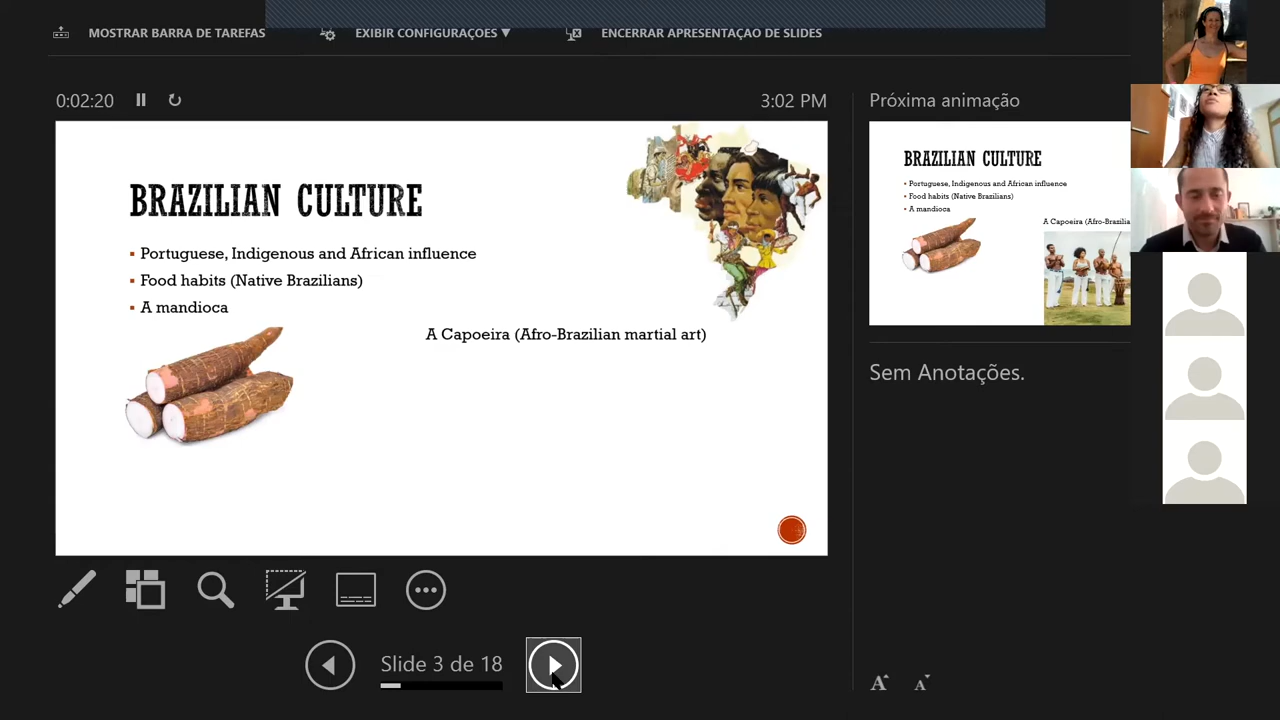 MOSTRAR BARRA DE TAREFAS
EXIBIR CONFIGURAÇÕES ▼
ENCERRAR APRESENTAÇÃO DE SLIDES
0:02:20
3:02 PM
BRAZILIAN CULTURE
▪ Portuguese, Indigenous and African influence
▪ Food habits (Native Brazilians)
▪ A mandioca
A Capoeira (Afro-Brazilian martial art)
Slide 3 de 18
Próxima animação
BRAZILIAN CULTURE
▪ Portuguese, Indigenous and African influence
▪ Food habits (Native Brazilians)
▪ A mandioca
A Capoeira (Afro-Brazilia
Sem Anotações.
A A